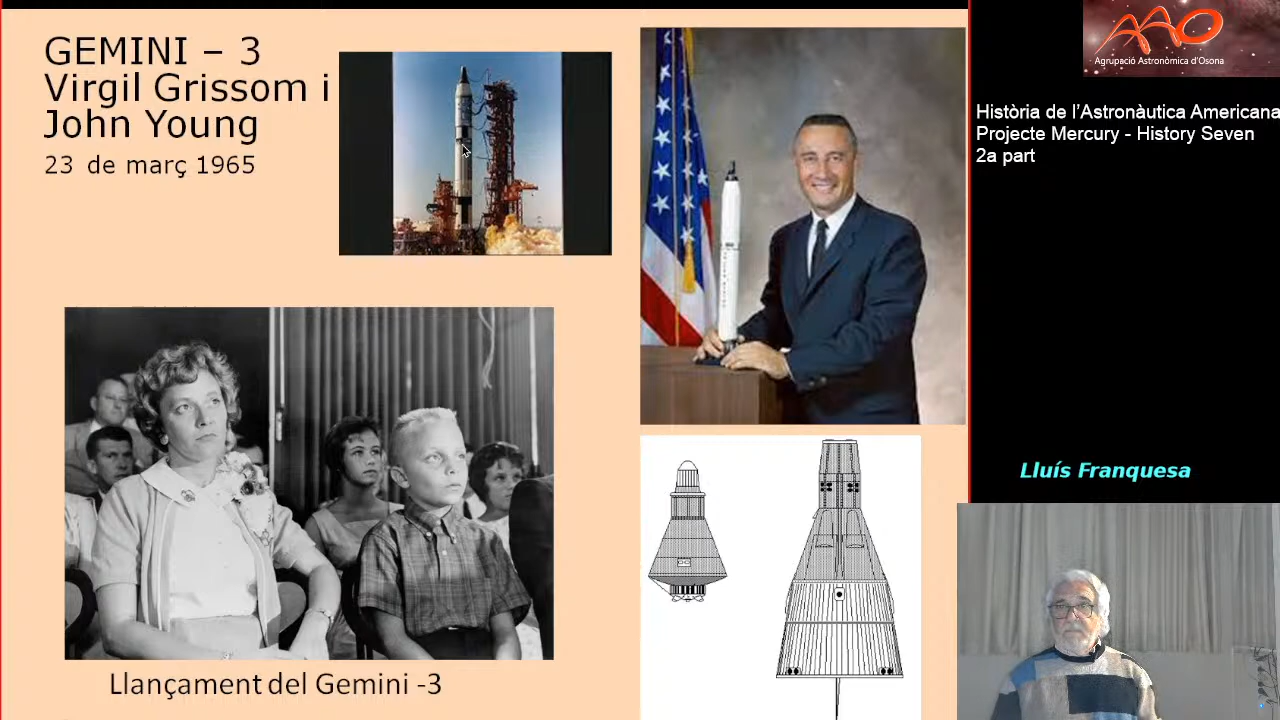 GEMINI – 3
Virgil Grissom i
John Young
23 de març 1965
Llançament del Gemini -3
AAO
Agrupació Astronòmica d'Osona
Història de l'Astronàutica Americana
Projecte Mercury - History Seven
2a part
Lluís Franquesa